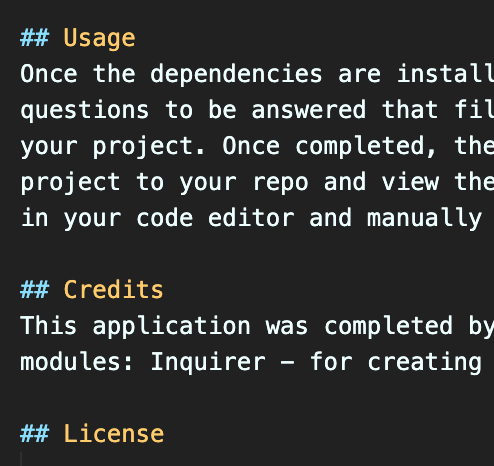 ## Usage
Once the dependencies are install
questions to be answered that fil
your project. Once completed, the
project to your repo and view the
in your code editor and manually
## Credits
This application was completed by
modules: Inquirer – for creating
## License